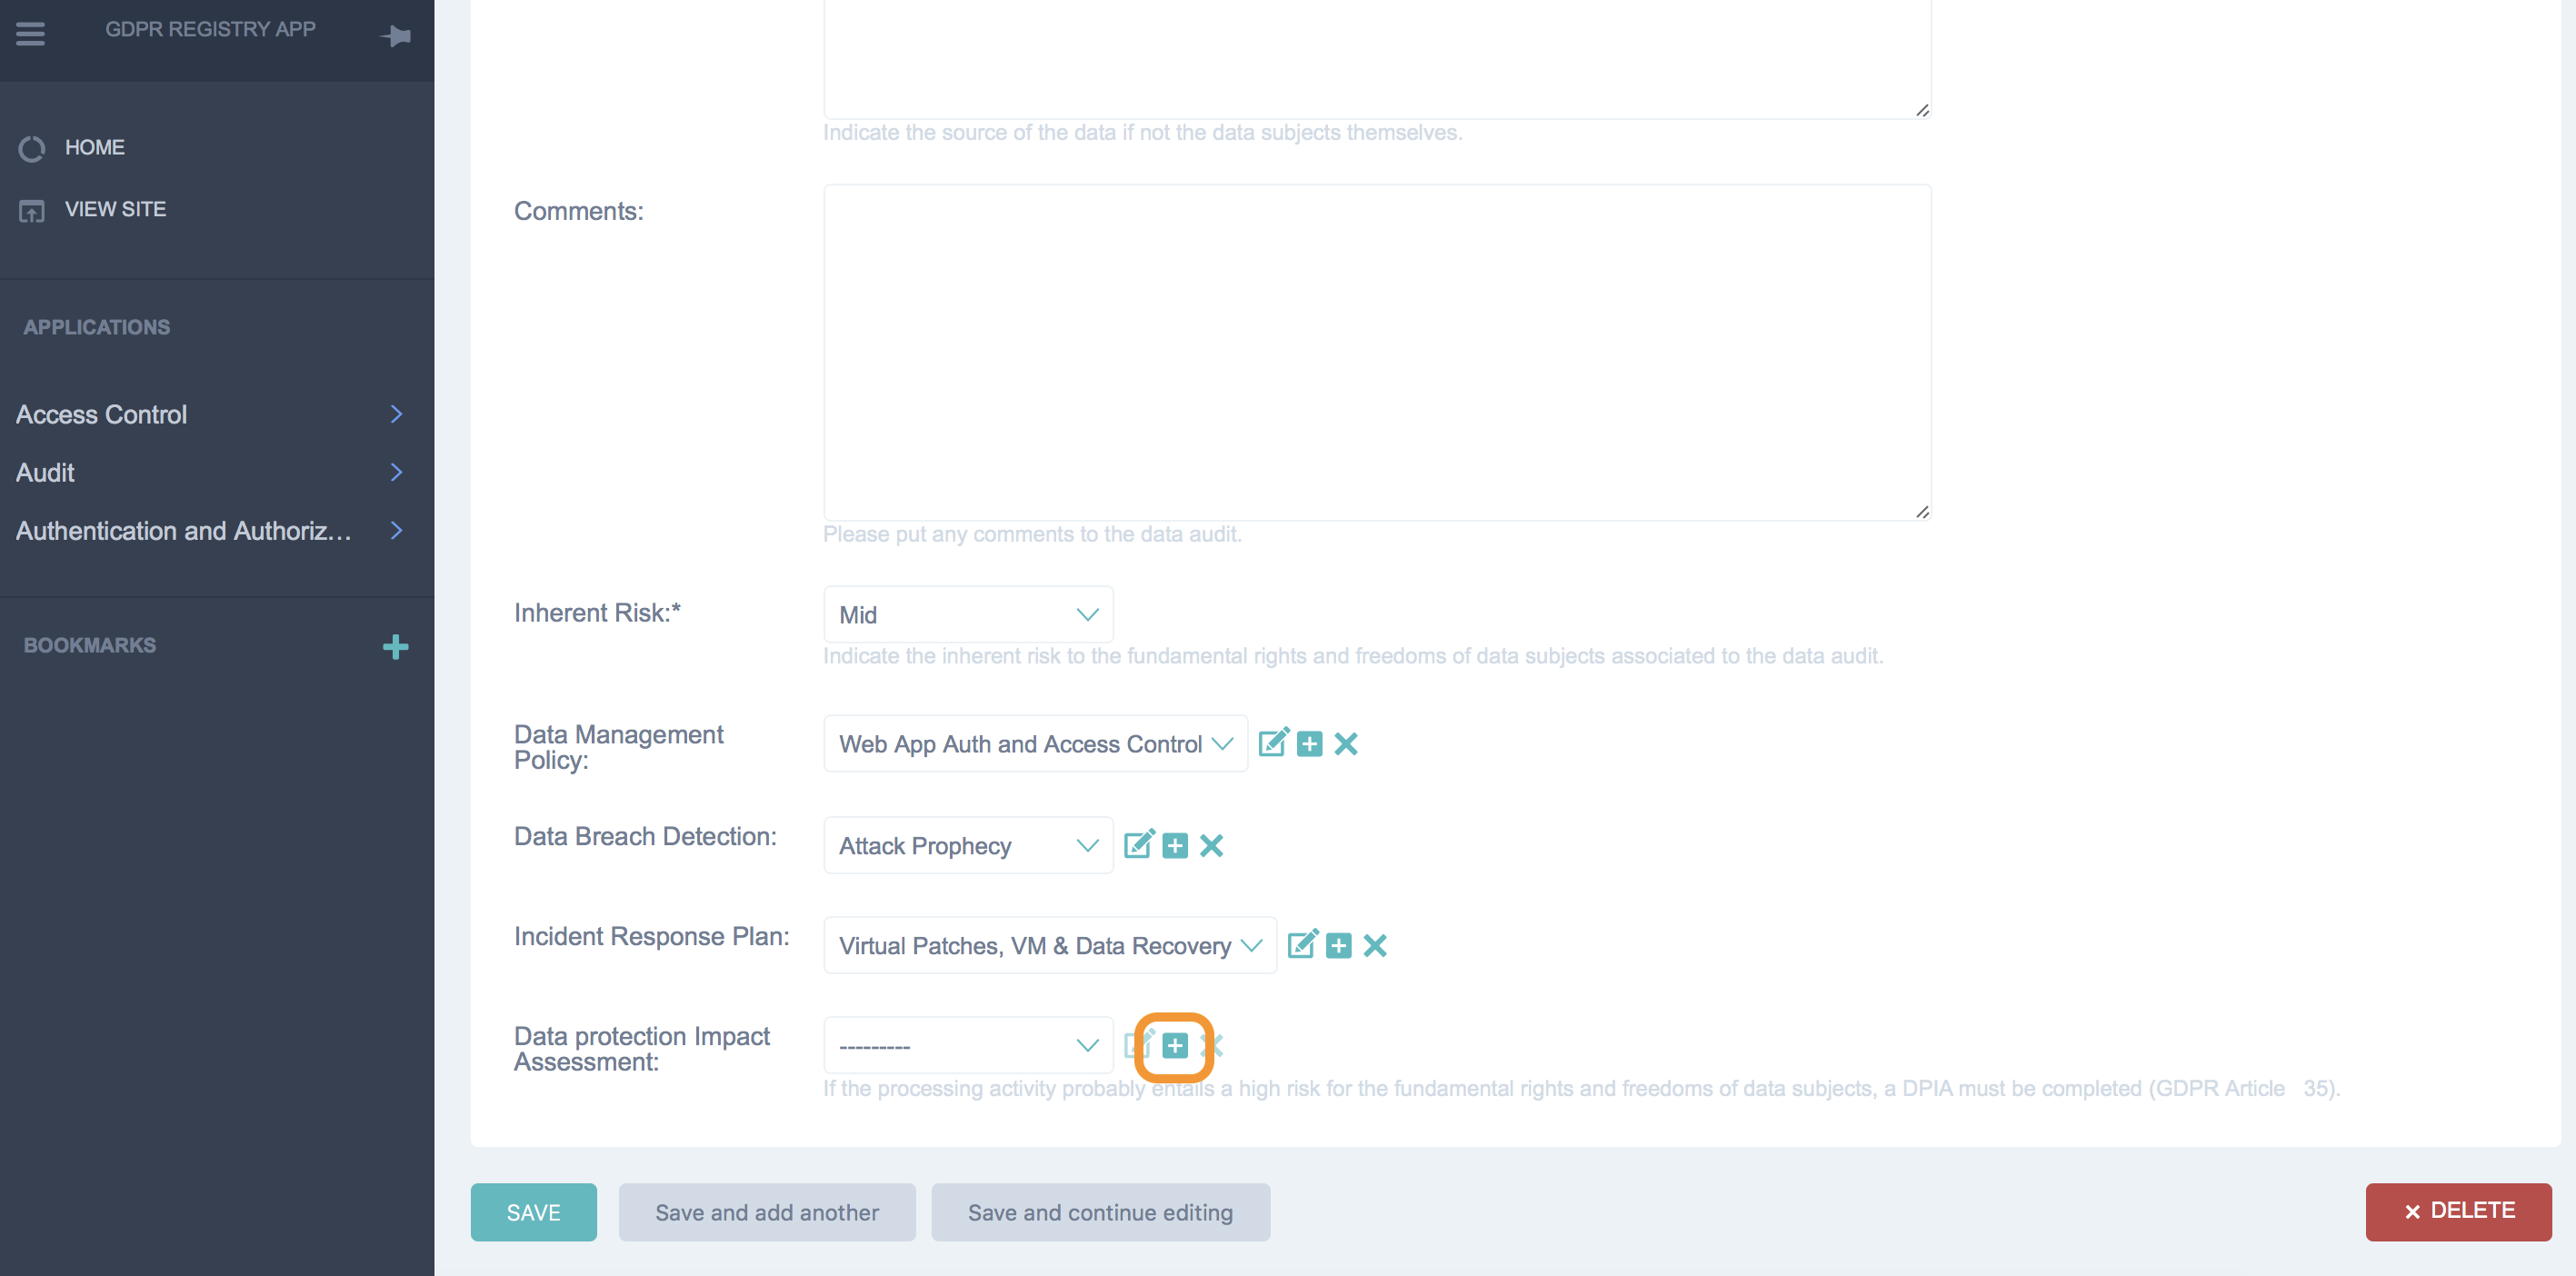 GDPR REGISTRY APP
HOME
VIEW SITE
APPLICATIONS
Access Control
Audit
Authentication and Authoriz...
BOOKMARKS
Indicate the source of the data if not the data subjects themselves.
Comments:
Please put any comments to the data audit.
Inherent Risk:*
Mid
Indicate the inherent risk to the fundamental rights and freedoms of data subjects associated to the data audit.
Data Management
Policy:
Web App Auth and Access Control
Data Breach Detection:
Attack Prophecy
Incident Response Plan:
Virtual Patches, VM & Data Recovery
Data protection Impact
Assessment:
---------
If the processing activity probably entails a high risk for the fundamental rights and freedoms of data subjects, a DPIA must be completed (GDPR Article 35).
SAVE
Save and add another
Save and continue editing
DELETE